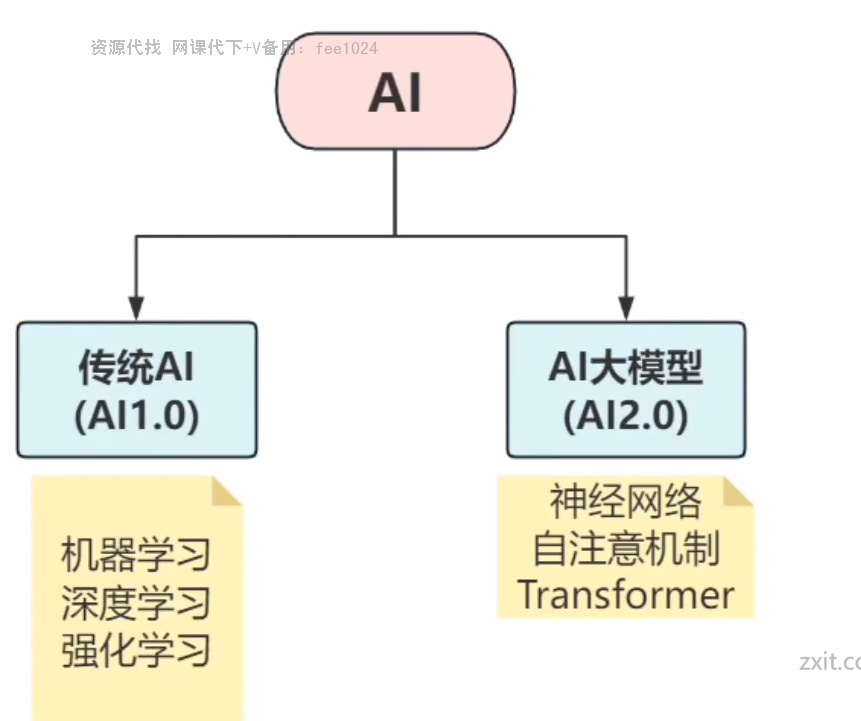 资源代找 网课代下+V备用: fee1024
AI
传统AI
(AI1.0)
AI大模型
(AI2.0)
机器学习
深度学习
强化学习
神经网络
自注意机制
Transformer